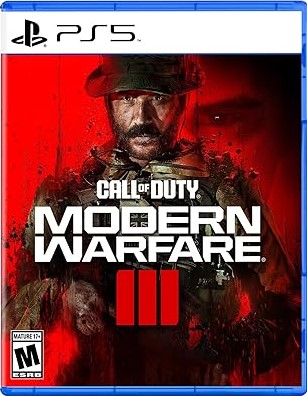 PS5
CALL OF DUTY
MODERN
WARFARE®
III
MATURE 17+
M
ESRB